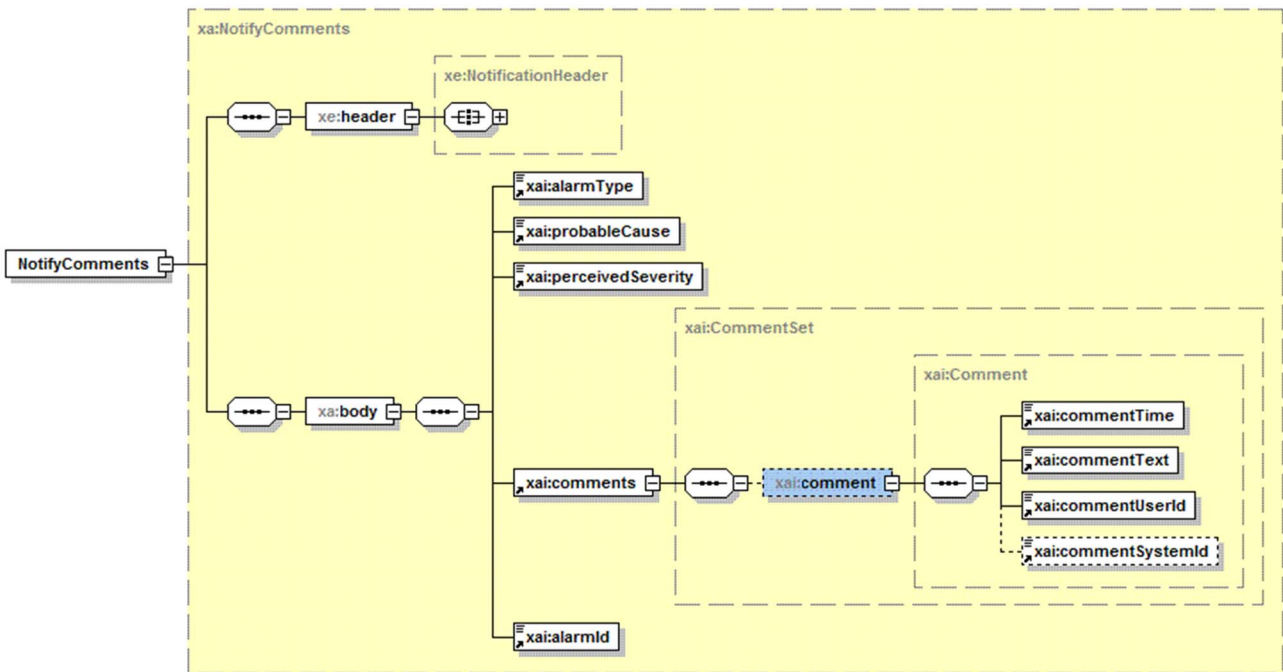 xa:NotifyComments
xe:NotificationHeader
xe:header
xai:alarmType
xai:probableCause
NotifyComments
xai:perceivedSeverity
xai:CommentSet
xai:Comment
xa:body
xai:commentTime
xai:commentText
xai:comments
xai:comment
xai:commentUserId
xai:commentSystemId
xai:alarmId